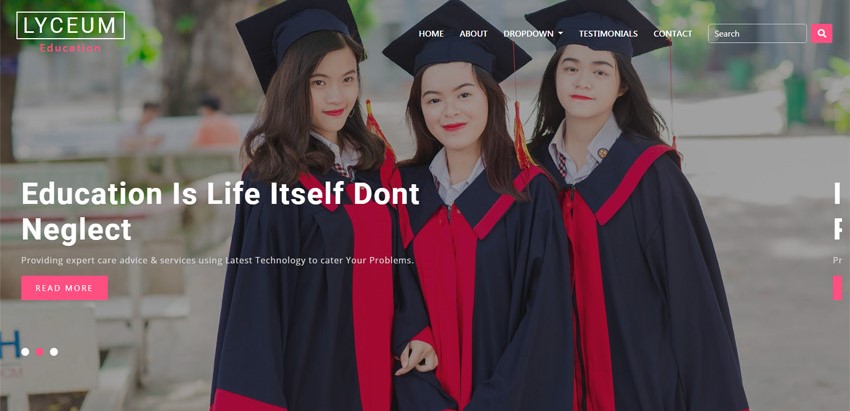 LYCEUM
Education
HOME ABOUT DROPDOWN TESTIMONIALS CONTACT Search
Education Is Life Itself Dont
Neglect
Providing expert care advice & services using Latest Technology to cater Your Problems.
READ MORE